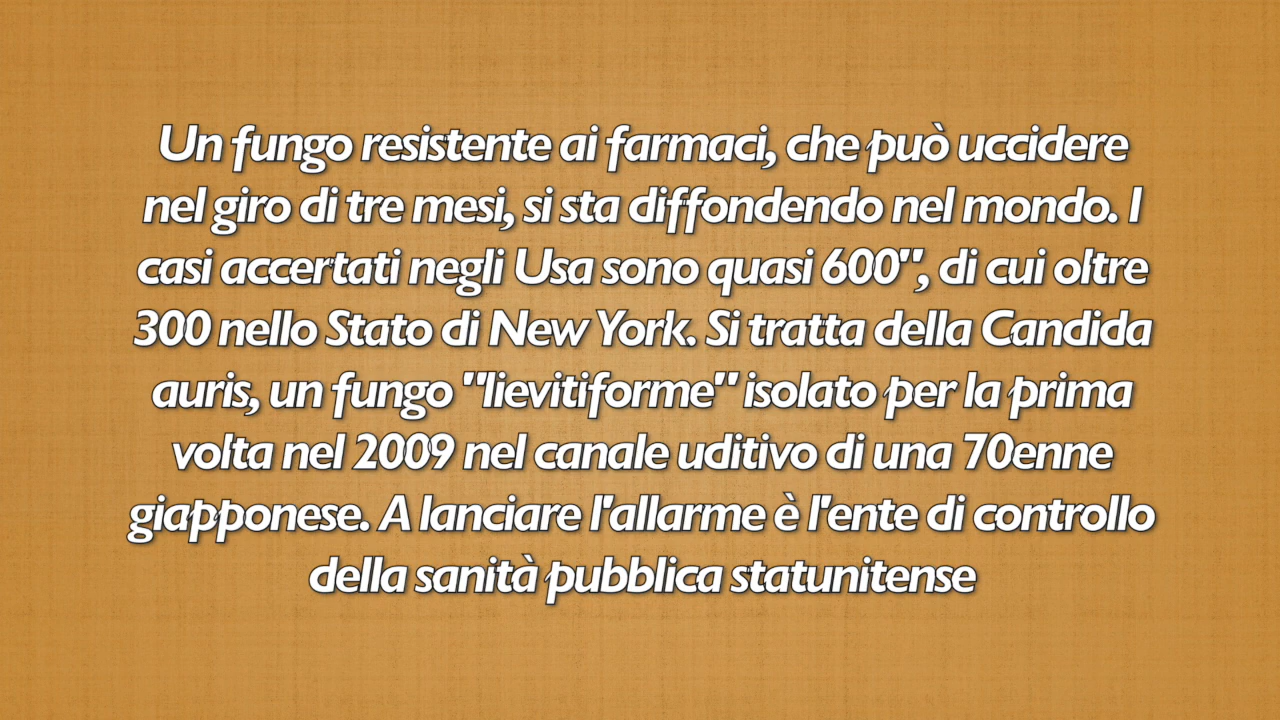 Un fungo resistente ai farmaci, che può uccidere
nel giro di tre mesi, si sta diffondendo nel mondo. I
casi accertati negli Usa sono quasi 600", di cui oltre
300 nello Stato di New York. Si tratta della Candida
auris, un fungo "lievitiforme" isolato per la prima
volta nel 2009 nel canale uditivo di una 70enne
giapponese. A lanciare l'allarme è l'ente di controllo
della sanità pubblica statunitense